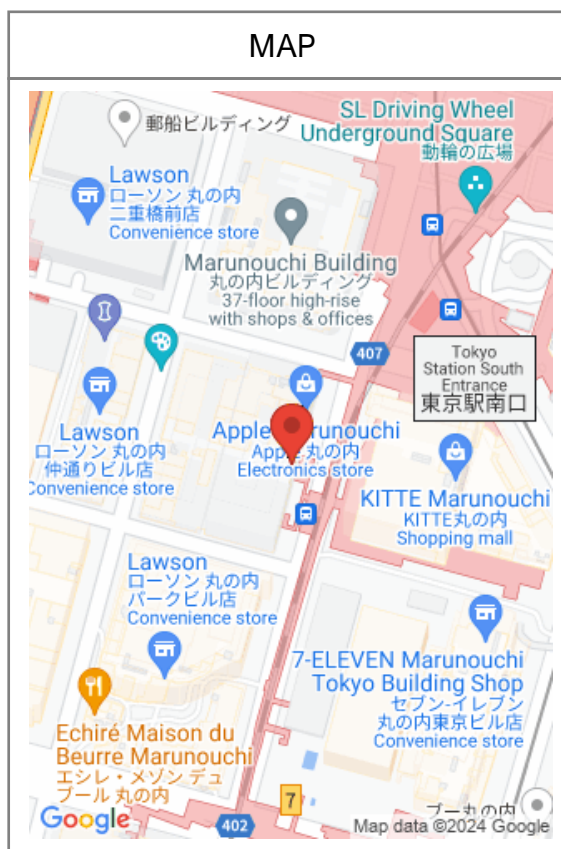 MAP
郵船ビルディング
SL Driving Wheel
Underground Square
動輪の広場
Lawson
ローソン 丸の内
二重橋前店
Convenience store
Marunouchi Building
丸の内ビルディング
37-floor high-rise
with shops & offices
407
Tokyo
Station South
Entrance
東京駅南口
Lawson
ローソン 丸の内
仲通りビル店
Convenience store
Apple Marunouchi
Apple 丸の内
Electronics store
KITTE Marunouchi
KITTE丸の内
Shopping mall
Lawson
ローソン 丸の内
パークビル店
Convenience store
7-ELEVEN Marunouchi
Tokyo Building Shop
セブン-イレブン
丸の内東京ビル店
Convenience store
Echiré Maison du
Beurre Marunouchi
エシレ・メゾン デュ
ブール 丸の内
7
402
ブー丸の内
Google
Map data ©2024 Google